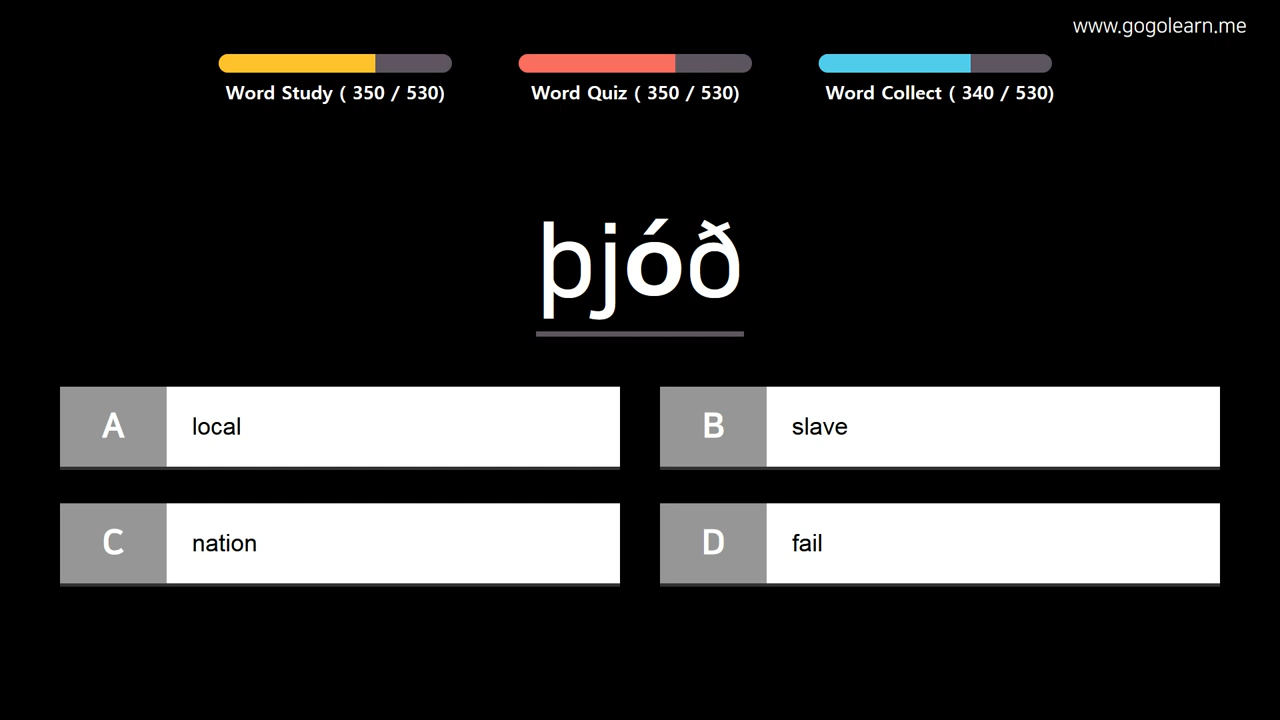 www.gogolearn.me
Word Study ( 350 / 530)
Word Quiz ( 350 / 530)
Word Collect ( 340 / 530)
þjóð
A local
B slave
C nation
D fail